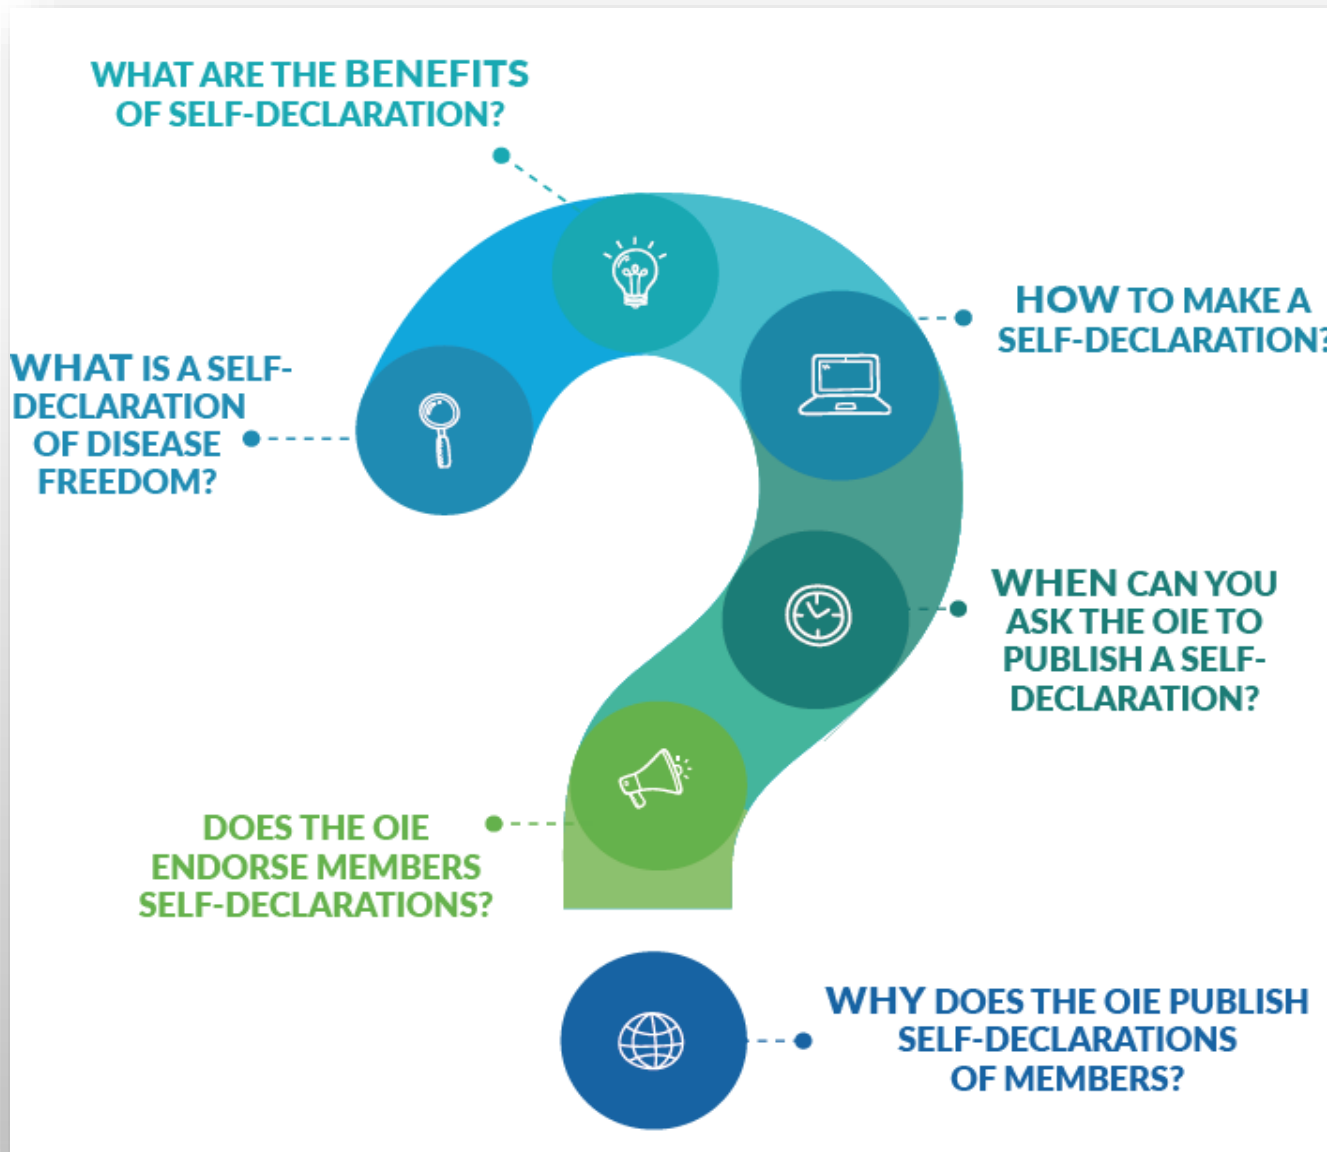 WHAT ARE THE BENEFITS
OF SELF-DECLARATION?
HOW TO MAKE A
SELF-DECLARATION?
WHAT IS A SELF-
DECLARATION
OF DISEASE
FREEDOM?
WHEN CAN YOU
ASK THE OIE TO
PUBLISH A SELF-
DECLARATION?
DOES THE OIE
ENDORSE MEMBERS
SELF-DECLARATIONS?
WHY DOES THE OIE PUBLISH
SELF-DECLARATIONS
OF MEMBERS?